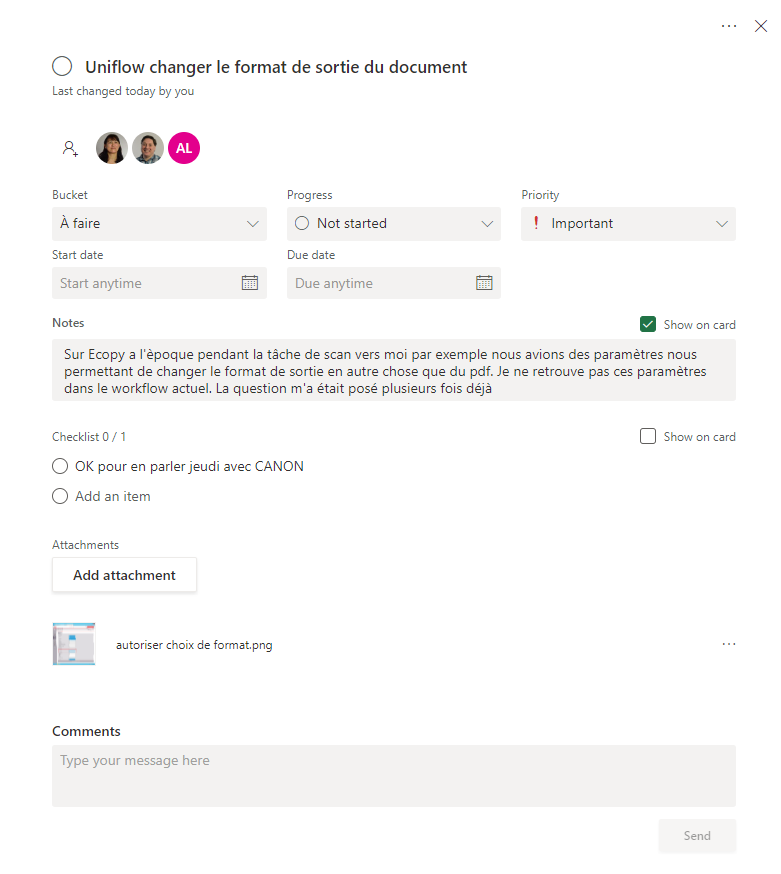 Uniflow changer le format de sortie du document
Last changed today by you
AL
Bucket
Progress
Priority
À faire
Not started
Important
Start date
Due date
Start anytime
Due anytime
Notes
Show on card
Sur Ecopy a l'èpoque pendant la tâche de scan vers moi par exemple nous avions des paramètres nous
permettant de changer le format de sortie en autre chose que du pdf. Je ne retrouve pas ces paramètres
dans le workflow actuel. La question m'a était posé plusieurs fois déjà
Checklist 0 / 1
Show on card
OK pour en parler jeudi avec CANON
Add an item
Attachments
Add attachment
autoriser choix de format.png
Comments
Type your message here
Send